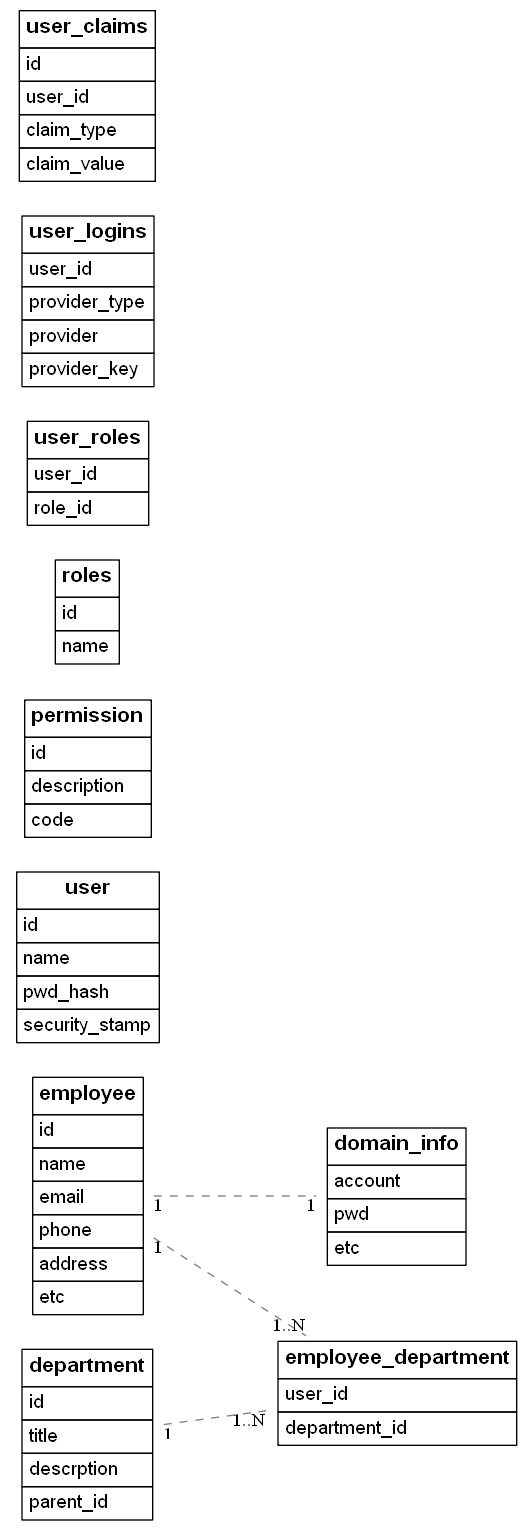 user_claims
id
user_id
claim_type
claim_value
user_logins
user_id
provider_type
provider
provider_key
user_roles
user_id
role_id
roles
id
name
permission
id
description
code
user
id
name
pwd_hash
security_stamp
employee
id
name
email
phone
address
etc
domain_info
account
pwd
etc
1
1
1
1..N
employee_department
user_id
department_id
department
id
title
descrption
parent_id
1
1..N